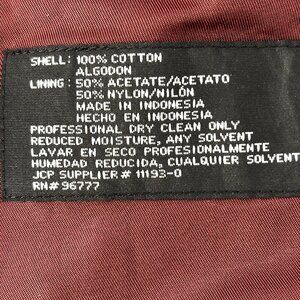 SHELL: 100% COTTON
ALGODON
LINING: 50% ACETATE/ACETATO
50% NYLON/NILÓN
MADE IN INDONESIA
HECHO EN INDONESIA
PROFESSIONAL DRY CLEAN ONLY
REDUCED MOISTURE, ANY SOLVENT
LAVAR EN SECO PROFESIONALMENTE
HUMEDAD REDUCIDA, CUALQUIER SOLVENT
JCP SUPPLIER # 11193-0
RN# 96777